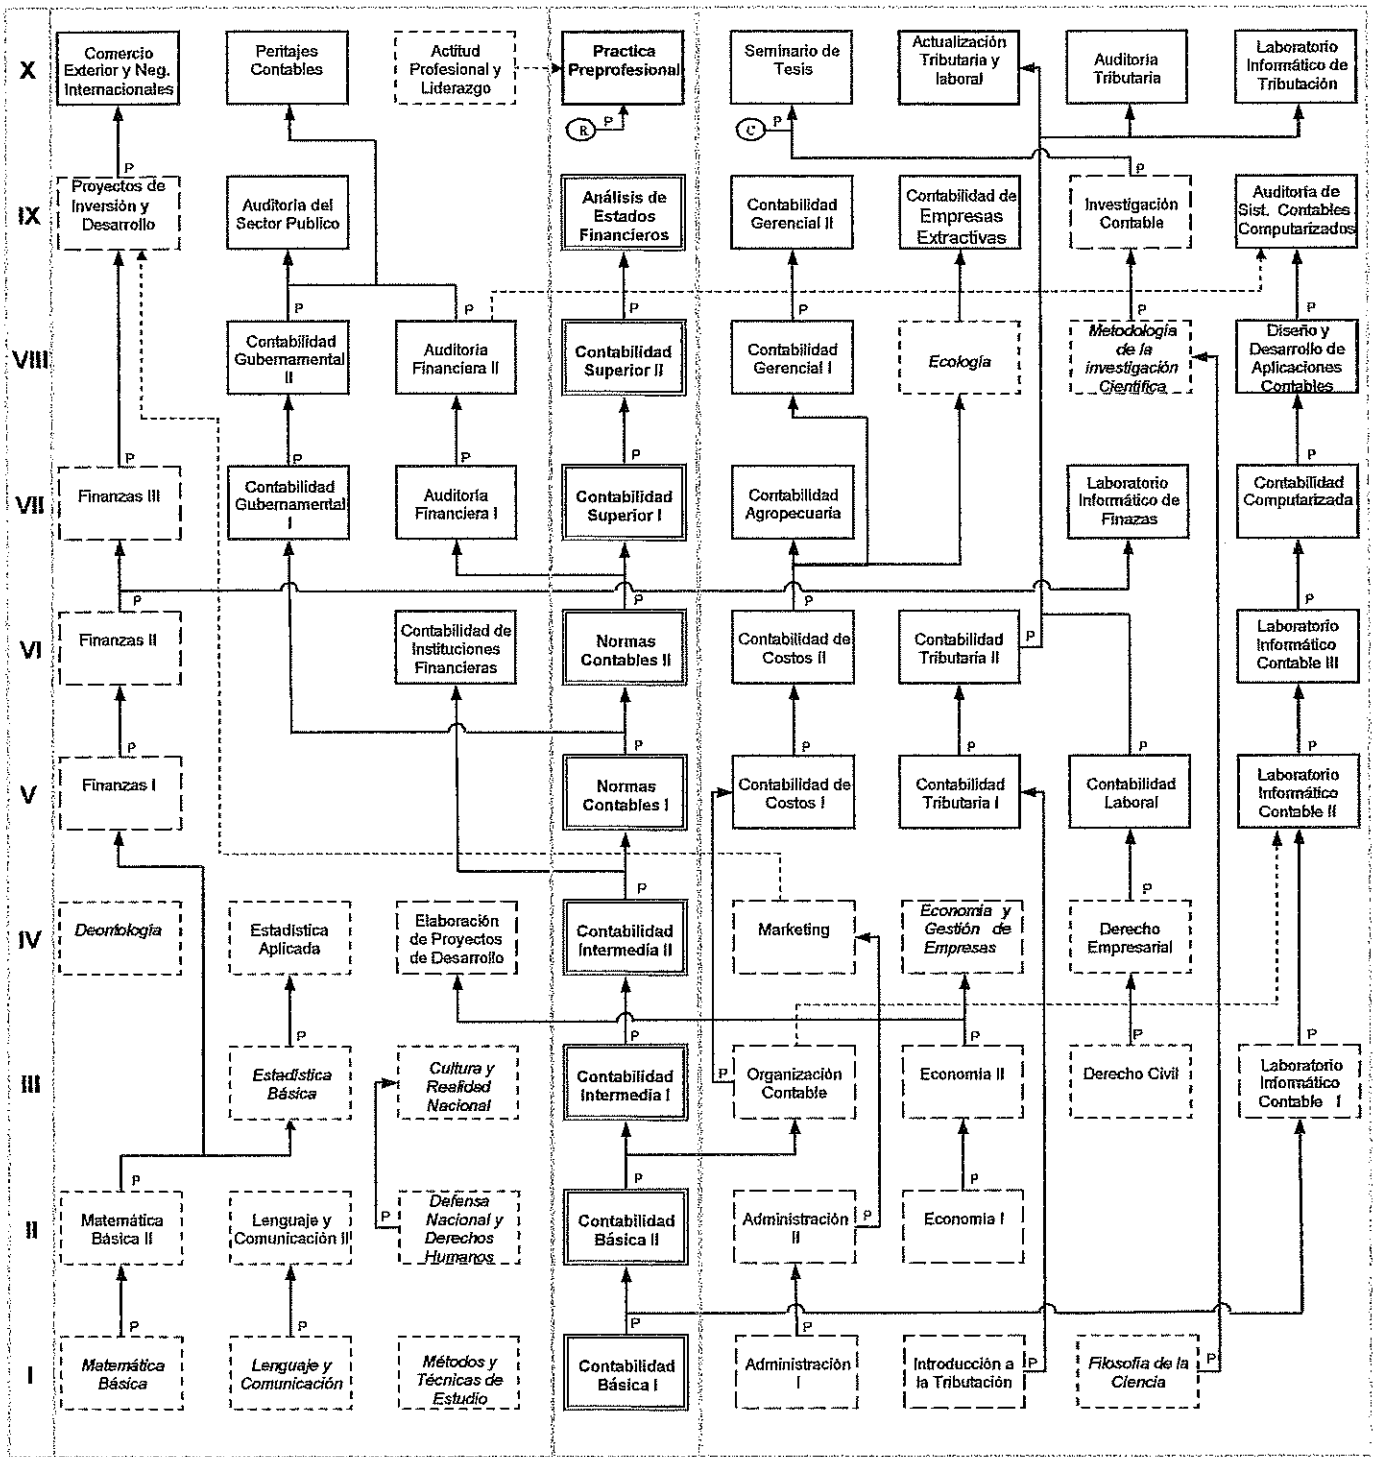 X
Comercio
Exterior y Neg.
Internacionales
Peritajes
Contables
Actitud
Profesional y
Liderazgo
Practica
Preprofesional
Seminario de
Tesis
Actualización
Tributaria y
laboral
Auditoria
Tributaria
Laboratorio
Informático de
Tributación
R
P
C
P
P
P
IX
Proyectos de
Inversión y
Desarrollo
Auditoría del
Sector Publico
Análisis de
Estados
Financieros
Contabilidad
Gerencial II
Contabilidad de
Empresas
Extractivas
Investigación
Contable
Auditoría de
Sist. Contables
Computarizados
P
P
P
P
P
P
P
VIII
Contabilidad
Gubernamental
II
Auditoria
Financiera II
Contabilidad
Superior II
Contabilidad
Gerencial I
Ecología
Metodología
de la
investigación
Científica
Diseño y
Desarrollo de
Aplicaciones
Contables
P
P
P
P
P
VII
Finanzas III
Contabilidad
Gubernamental
I
Auditoría
Financiera I
Contabilidad
Superior I
Contabilidad
Agropecuaria
Laboratorio
Informático de
Finazas
Contabilidad
Computarizada
P
P
P
P
VI
Finanzas II
Contabilidad de
Instituciones
Financieras
Normas
Contables II
Contabilidad de
Costos II
Contabilidad
Tributaria II
P
Laboratorio
Informático
Contable III
P
P
P
P
P
P
V
Finanzas I
Normas
Contables I
Contabilidad de
Costos I
Contabilidad
Tributaria I
Contabilidad
Laboral
Laboratorio
Informático
Contable II
P
P
IV
Deontología
Estadística
Aplicada
Elaboración
de Proyectos
de Desarrollo
Contabilidad
Intermedia II
Marketing
Economía y
Gestión de
Empresas
Derecho
Empresarial
P
P
P
P
P
III
Estadística
Básica
Cultura y
Realidad
Nacional
Contabilidad
Intermedia I
P
Organización
Contable
Economía II
Derecho Civil
Laboratorio
Informático
Contable I
P
P
P
II
Matemática
Básica II
Lenguaje y
Comunicación II
P
Defensa
Nacional y
Derechos
Humanos
Contabilidad
Básica II
Administración
II
P
Economía I
P
P
P
P
I
Matemática
Básica
Lenguaje y
Comunicación
Métodos y
Técnicas de
Estudio
Contabilidad
Básica I
Administración
I
Introducción a
la Tributación
P
Filosofía de la
Ciencia
P